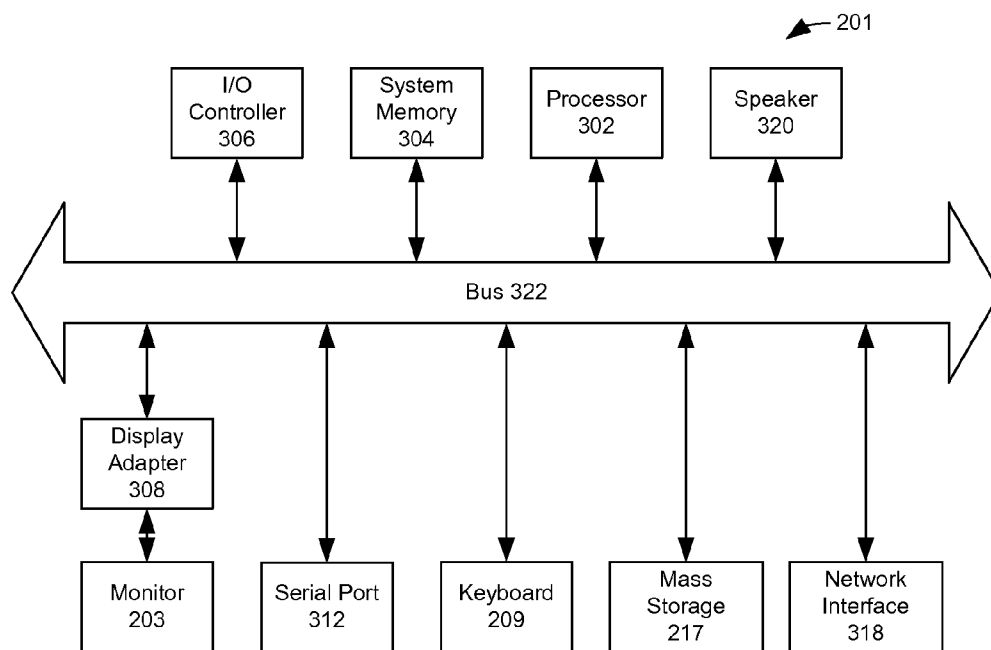 201
I/O
Controller
306
System
Memory
304
Processor
302
Speaker
320
Bus 322
Display
Adapter
308
Monitor
203
Serial Port
312
Keyboard
209
Mass
Storage
217
Network
Interface
318